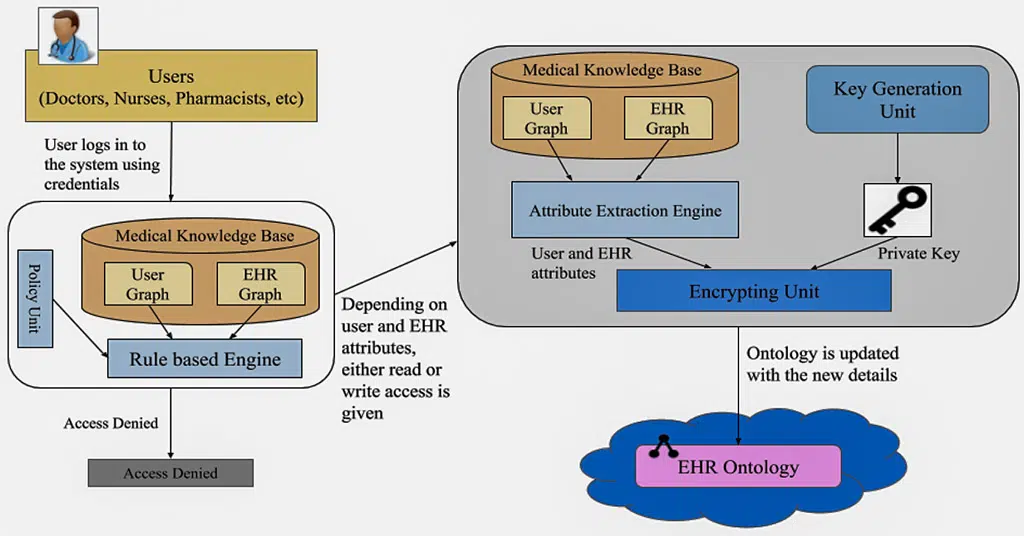 Users
(Doctors, Nurses, Pharmacists, etc)
User logs in to
the system using
credentials
Medical Knowledge Base
User
Graph
EHR
Graph
Policy Unit
Rule based Engine
Access Denied
Access Denied
Depending on
user and EHR
attributes,
either read or
write access is
given
Medical Knowledge Base
User
Graph
EHR
Graph
Key Generation
Unit
Attribute Extraction Engine
User and EHR
attributes
Private Key
Encrypting Unit
Ontology is updated
with the new details
EHR Ontology